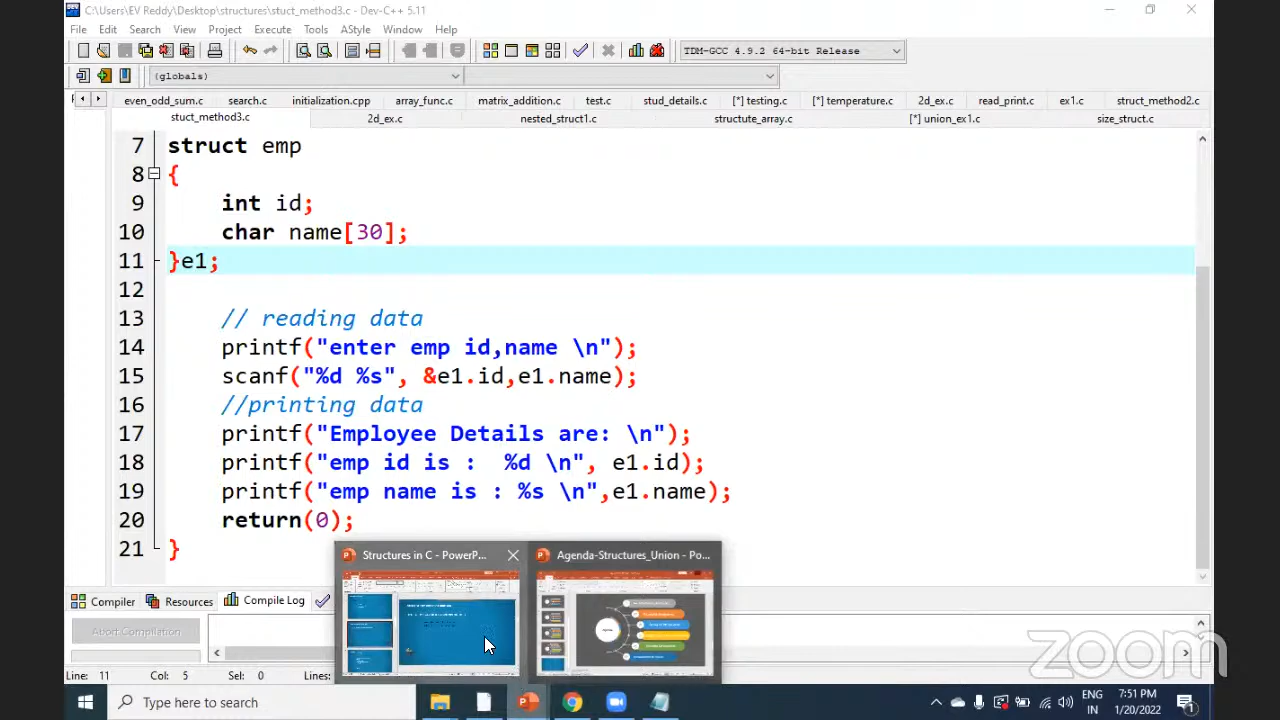 C:\Users\EV Reddy\Desktop\structures\stuct_method3.c - Dev-C++ 5.11
File Edit Search View Project Execute Tools AStyle Window Help
TDM-GCC 4.9.2 64-bit Release
(globals)
even_odd_sum.c search.c initialization.cpp array_func.c matrix_addition.c test.c stud_details.c [*] testing.c [*] temperature.c 2d_ex.c read_print.c ex1.c struct_method2.c
stuct_method3.c 2d_ex.c nested_struct1.c structute_array.c [*] union_ex1.c size_struct.c
7 struct emp
8 {
9 int id;
10 char name[30];
11 }e1;
12
13 // reading data
14 printf("enter emp id,name \n");
15 scanf("%d %s", &e1.id,e1.name);
16 //printing data
17 printf("Employee Details are: \n");
18 printf("emp id is :  %d \n", e1.id);
19 printf("emp name is : %s \n",e1.name);
20 return(0);
21 }
Structures in C - PowerP... Agenda-Structures_Union - Po...
Compiler Resources Compile Log
Abort Compilation
Line: 11 Col: 5 Sel: 0 Lines:
zoom
Type here to search
ENG
IN
7:51 PM
1/20/2022
1